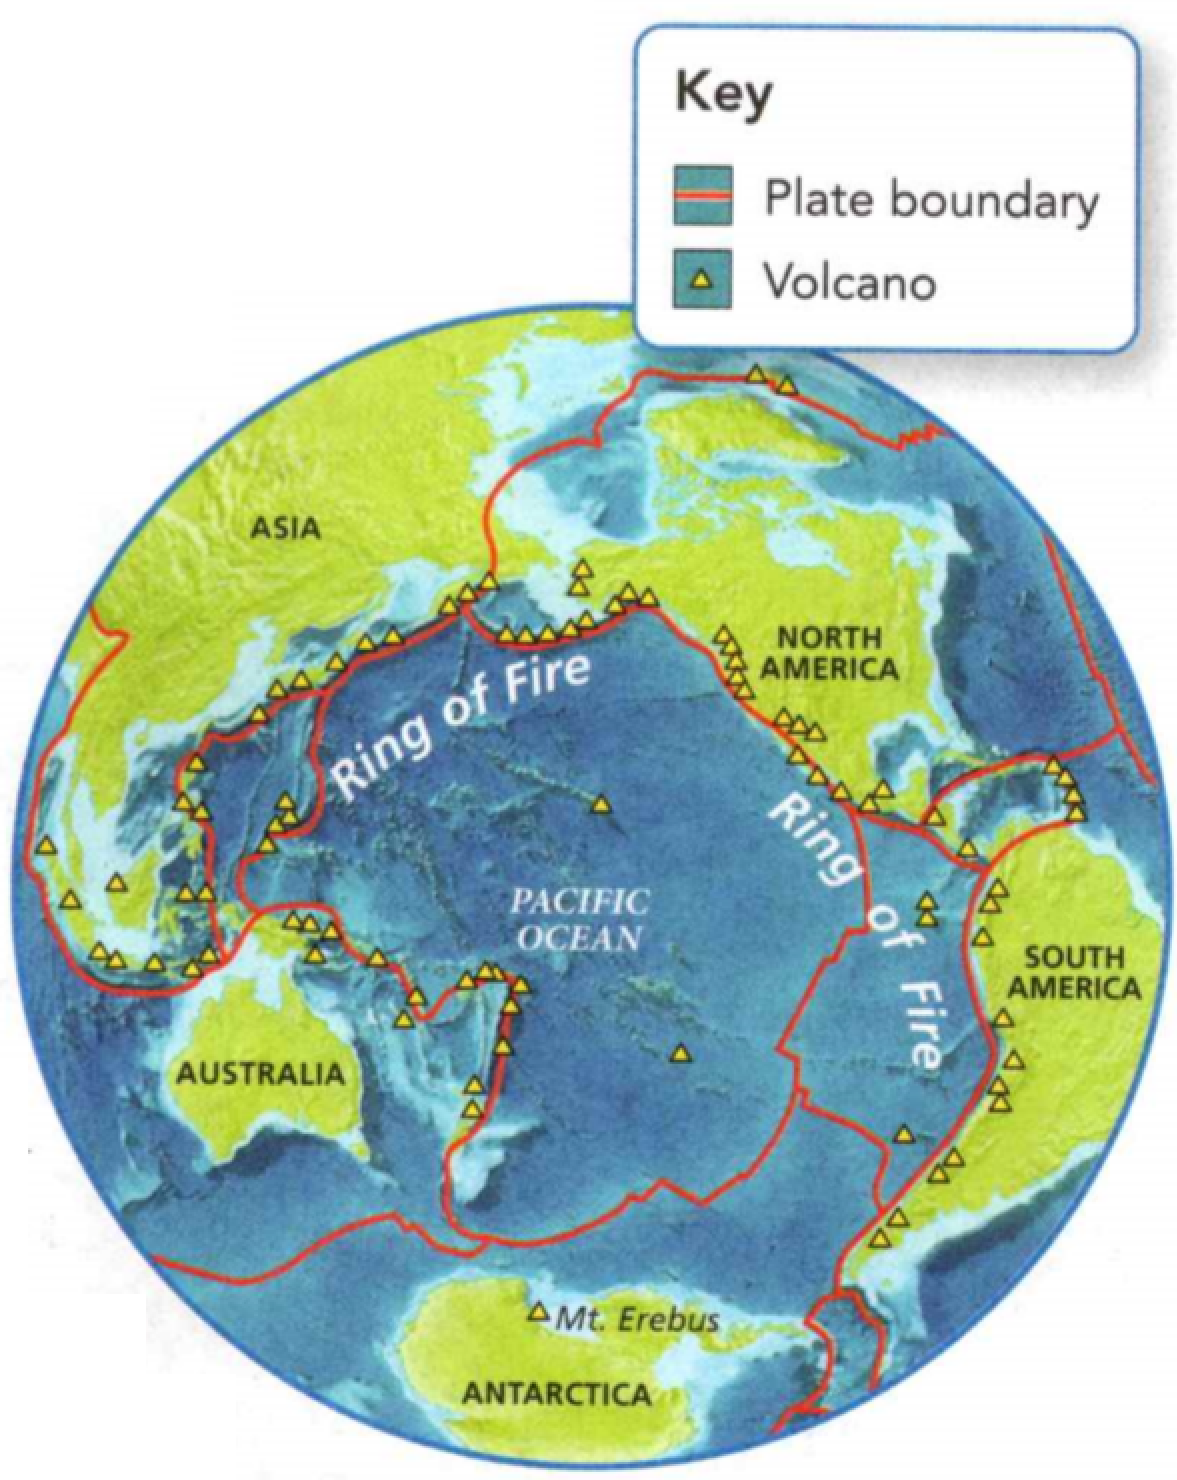 Key
Plate boundary
Volcano
ASIA
NORTH
AMERICA
Ring of Fire
Ring of Fire
PACIFIC
OCEAN
SOUTH
AMERICA
AUSTRALIA
Mt. Erebus
ANTARCTICA